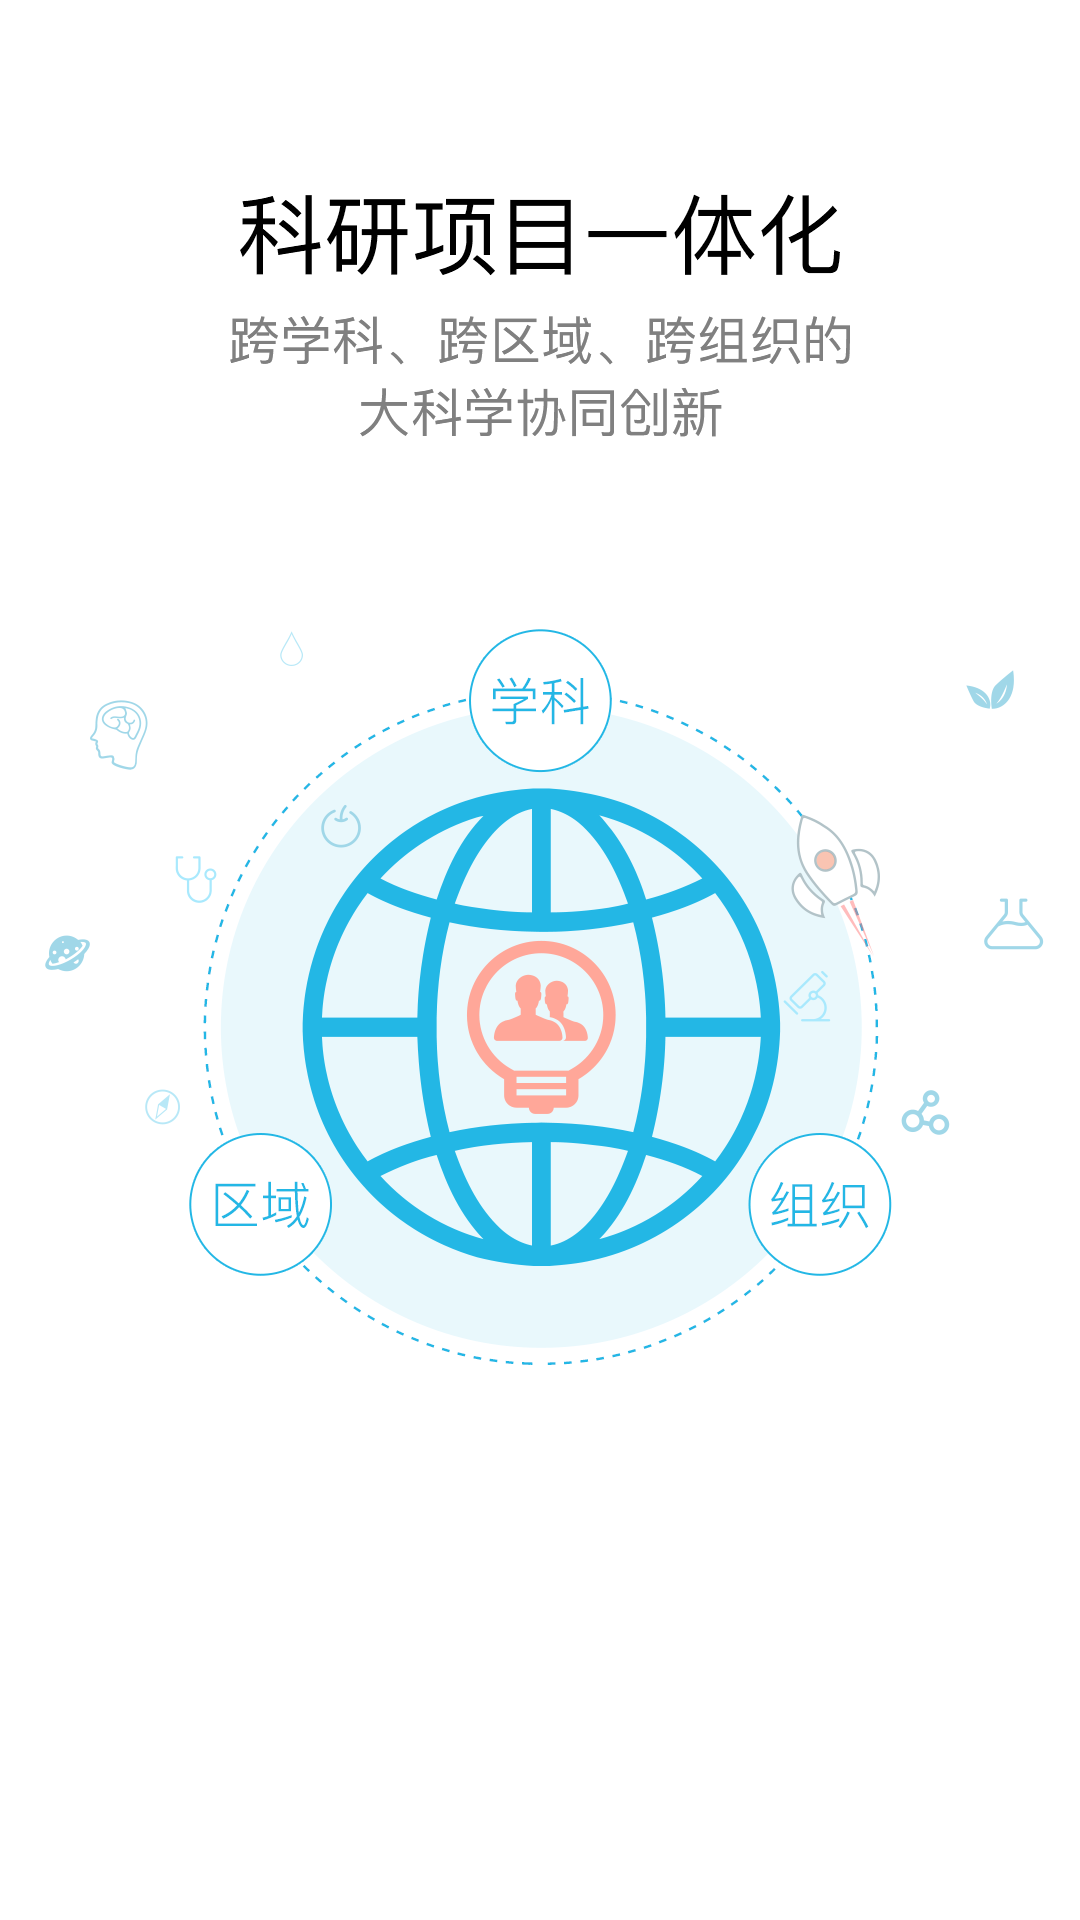 科研项目一体化
跨学科、跨区域、跨组织的
大科学协同创新
学科
区域
组织